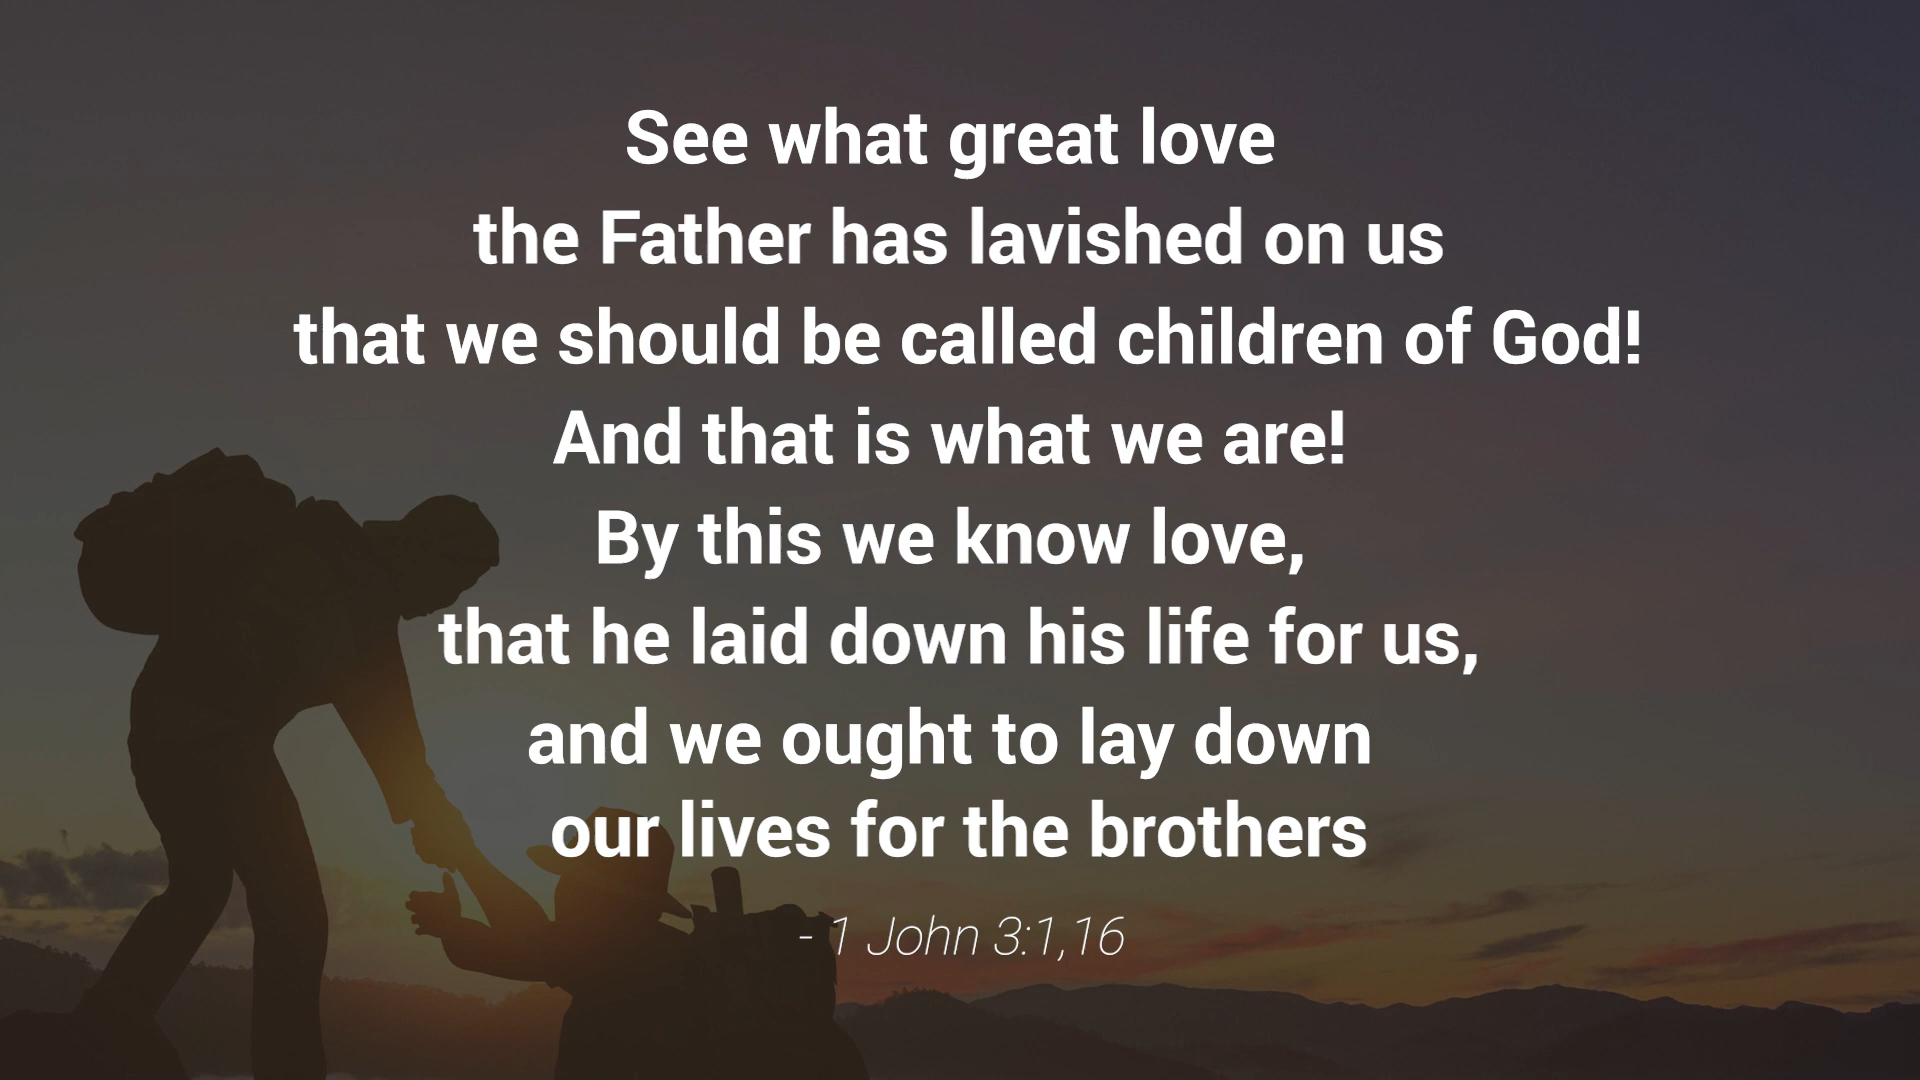 See what great love
the Father has lavished on us
that we should be called children of God!
And that is what we are!
By this we know love,
that he laid down his life for us,
and we ought to lay down
our lives for the brothers
- 1 John 3:1,16